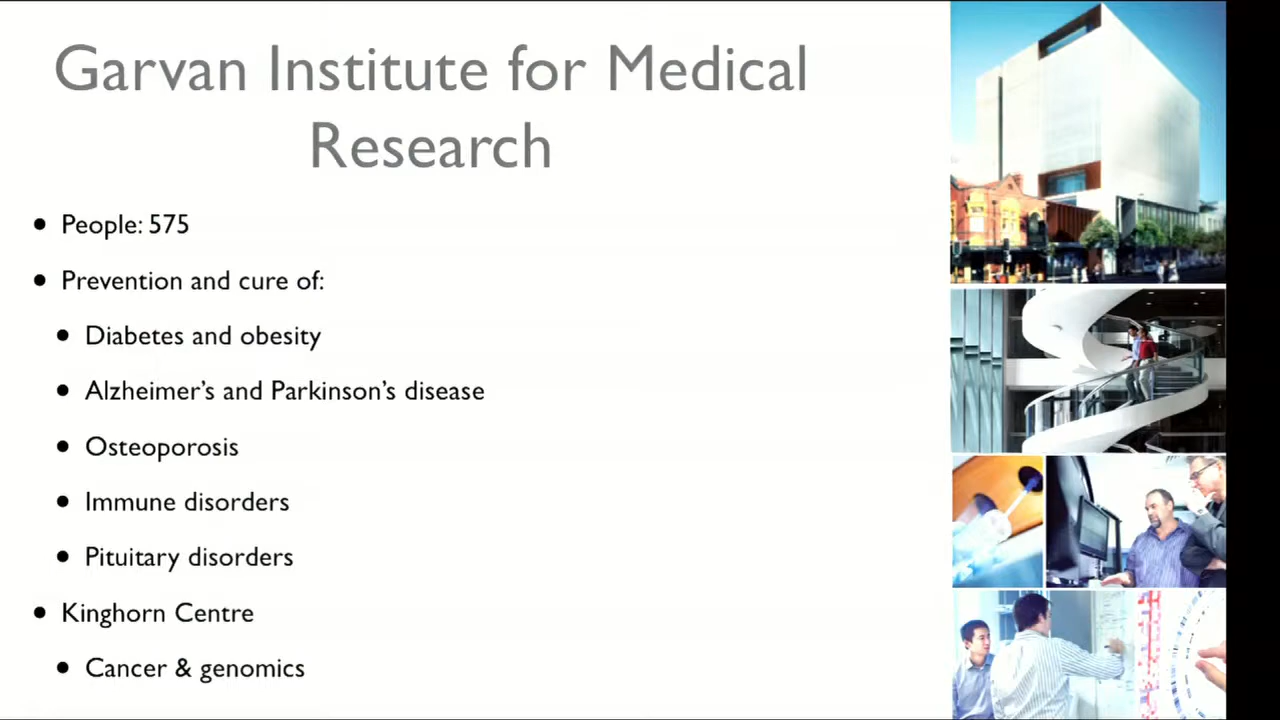 Garvan Institute for Medical
Research
• People: 575
• Prevention and cure of:
• Diabetes and obesity
• Alzheimer’s and Parkinson’s disease
• Osteoporosis
• Immune disorders
• Pituitary disorders
• Kinghorn Centre
• Cancer & genomics